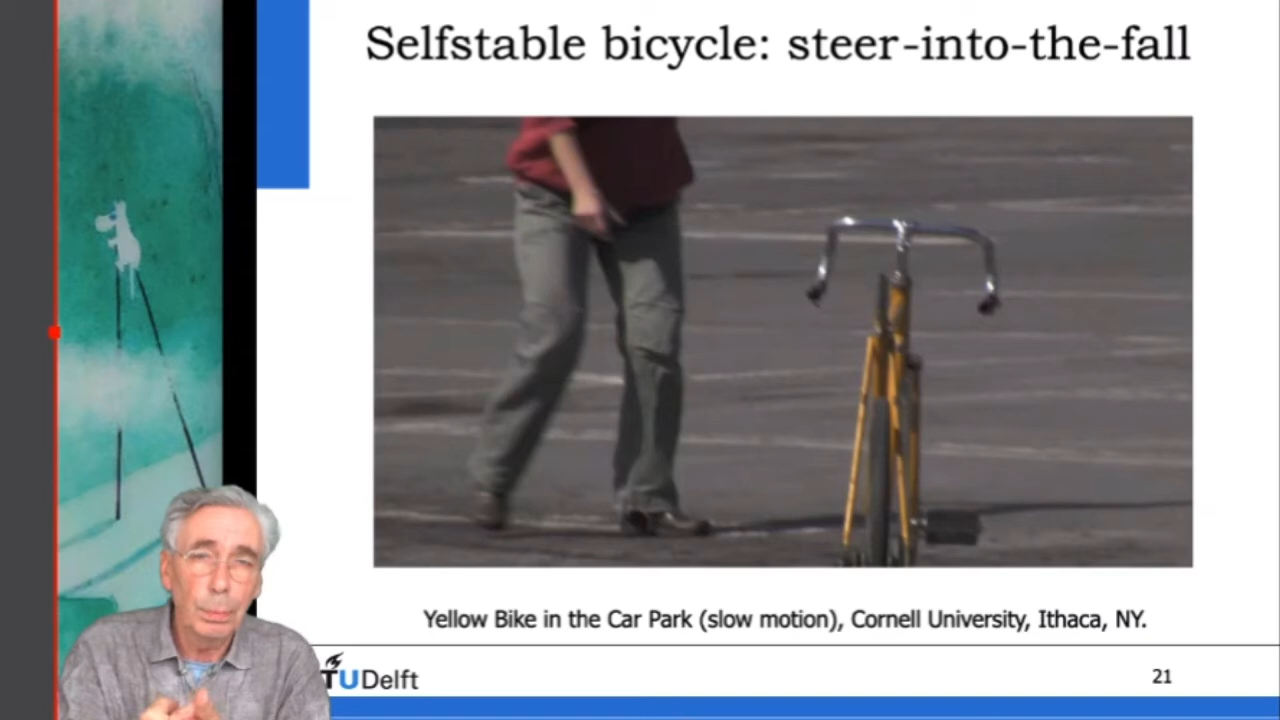 Selfstable bicycle: steer-into-the-fall
Yellow Bike in the Car Park (slow motion), Cornell University, Ithaca, NY.
TUDelft
21